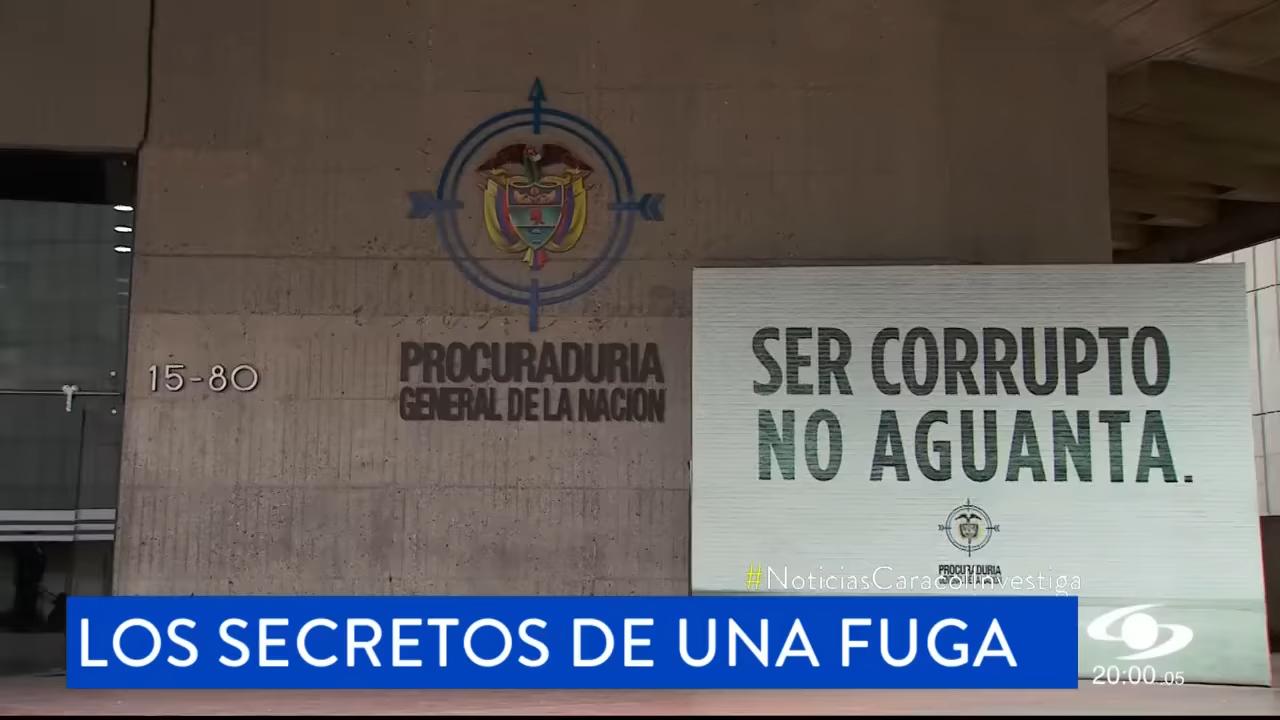 15-80
PROCURADURIA
GENERAL DE LA NACION
SER CORRUPTO
NO AGUANTA.
PROCURADURIA
#NoticiasCaracolInvestiga
LOS SECRETOS DE UNA FUGA
20:00:05